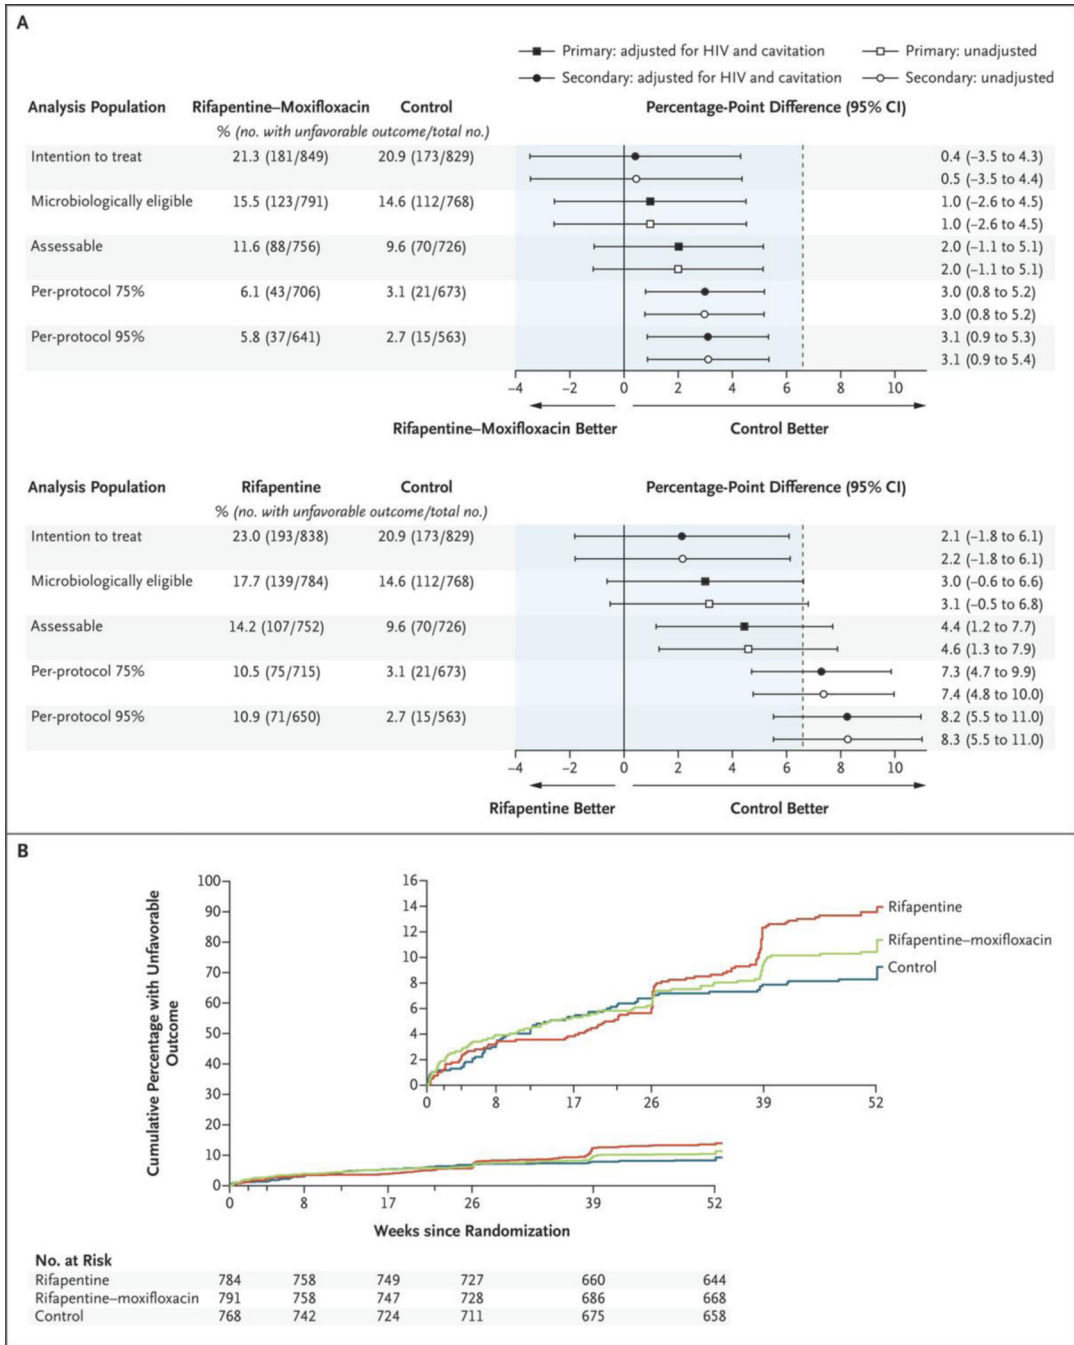 A
Primary: adjusted for HIV and cavitation Primary: unadjusted
Secondary: adjusted for HIV and cavitation Secondary: unadjusted
Analysis Population Rifapentine–Moxifloxacin Control Percentage-Point Difference (95% CI)
% (no. with unfavorable outcome/total no.)
Intention to treat 21.3 (181/849) 20.9 (173/829) 0.4 (–3.5 to 4.3)
0.5 (–3.5 to 4.4)
Microbiologically eligible 15.5 (123/791) 14.6 (112/768) 1.0 (–2.6 to 4.5)
1.0 (–2.6 to 4.5)
Assessable 11.6 (88/756) 9.6 (70/726) 2.0 (–1.1 to 5.1)
2.0 (–1.1 to 5.1)
Per-protocol 75% 6.1 (43/706) 3.1 (21/673) 3.0 (0.8 to 5.2)
3.0 (0.8 to 5.2)
Per-protocol 95% 5.8 (37/641) 2.7 (15/563) 3.1 (0.9 to 5.3)
3.1 (0.9 to 5.4)
–4 –2 0 2 4 6 8 10
Rifapentine–Moxifloxacin Better Control Better
Analysis Population Rifapentine Control Percentage-Point Difference (95% CI)
% (no. with unfavorable outcome/total no.)
Intention to treat 23.0 (193/838) 20.9 (173/829) 2.1 (–1.8 to 6.1)
2.2 (–1.8 to 6.1)
Microbiologically eligible 17.7 (139/784) 14.6 (112/768) 3.0 (–0.6 to 6.6)
3.1 (–0.5 to 6.8)
Assessable 14.2 (107/752) 9.6 (70/726) 4.4 (1.2 to 7.7)
4.6 (1.3 to 7.9)
Per-protocol 75% 10.5 (75/715) 3.1 (21/673) 7.3 (4.7 to 9.9)
7.4 (4.8 to 10.0)
Per-protocol 95% 10.9 (71/650) 2.7 (15/563) 8.2 (5.5 to 11.0)
8.3 (5.5 to 11.0)
–4 –2 0 2 4 6 8 10
Rifapentine Better Control Better
B
Cumulative Percentage with Unfavorable
Outcome
100
90
80
70
60
50
40
30
20
10
0
16
14
12
10
8
6
4
2
0
Rifapentine
Rifapentine–moxifloxacin
Control
0 8 17 26 39 52
0 8 17 26 39 52
Weeks since Randomization
No. at Risk
Rifapentine 784 758 749 727 660 644
Rifapentine–moxifloxacin 791 758 747 728 686 668
Control 768 742 724 711 675 658